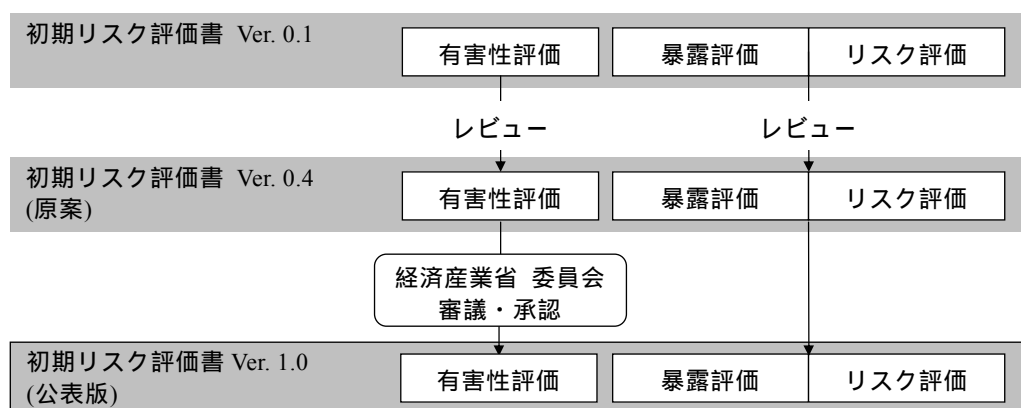 初期リスク評価書 Ver. 0.1
有害性評価
暴露評価
リスク評価
レビュー
レビュー
初期リスク評価書 Ver. 0.4
(原案)
有害性評価
暴露評価
リスク評価
経済産業省 委員会
審議・承認
初期リスク評価書 Ver. 1.0
(公表版)
有害性評価
暴露評価
リスク評価